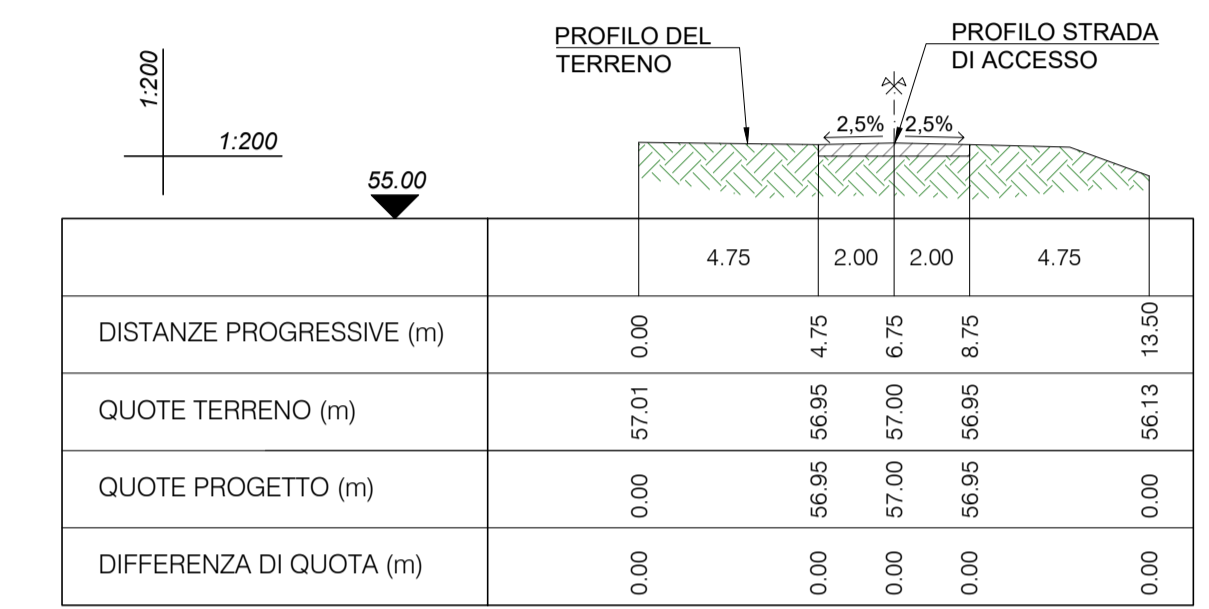 PROFILO DEL
TERRENO
PROFILO STRADA
DI ACCESSO
1:200
1:200
2,5% 2,5%
55.00
4.75 2.00 2.00 4.75
DISTANZE PROGRESSIVE (m) 0.00 4.75 6.75 8.75 13.50
QUOTE TERRENO (m) 57.01 56.95 57.00 56.95 56.13
QUOTE PROGETTO (m) 0.00 56.95 57.00 56.95 0.00
DIFFERENZA DI QUOTA (m) 0.00 0.00 0.00 0.00 0.00